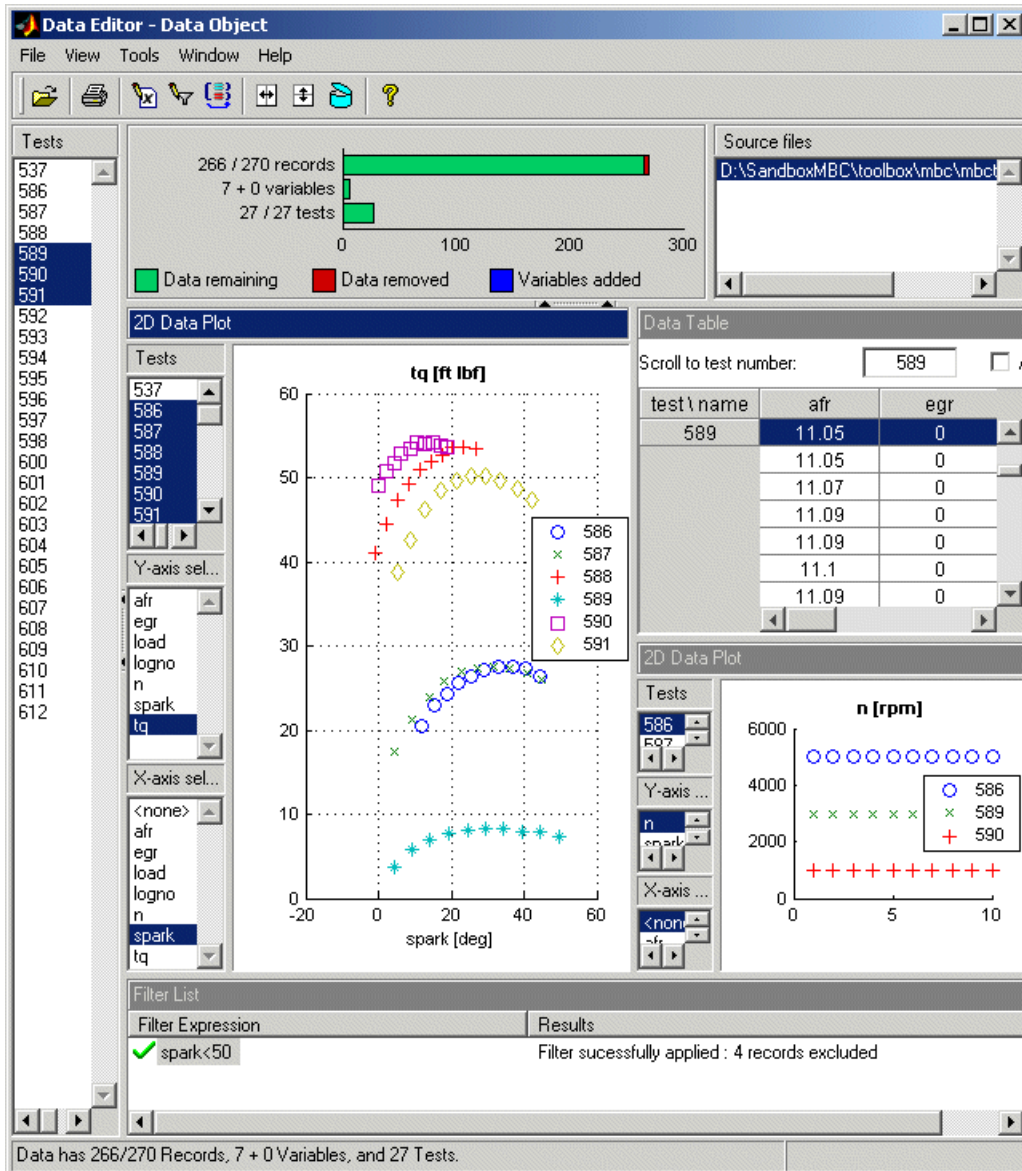 Data Editor - Data Object
File View Tools Window Help
Tests
537
586
587
588
589
590
591
592
593
594
595
596
597
598
600
601
602
603
604
605
606
607
608
609
610
611
612
266 / 270 records
7 + 0 variables
27 / 27 tests
0 100 200 300
Data remaining Data removed Variables added
Source files
D:\SandboxMBC\toolbox\mbc\mbct
2D Data Plot
Tests
537
586
587
588
589
590
591
Y-axis sel...
afr
egr
load
logno
n
spark
tq
X-axis sel...
<none>
afr
egr
load
logno
n
spark
tq
tq [ft lbf]
60
50
40
30
20
10
0
-20 0 20 40 60
spark [deg]
586
587
588
589
590
591
Data Table
Scroll to test number: 589
test \ name afr egr
589 11.05 0
11.05 0
11.07 0
11.09 0
11.09 0
11.1 0
11.09 0
2D Data Plot
Tests
586
587
Y-axis ...
n
spark
X-axis ...
<none
afr
n [rpm]
6000
4000
2000
0
0 5 10
586
589
590
Filter List
Filter Expression Results
spark<50 Filter sucessfully applied : 4 records excluded
Data has 266/270 Records, 7 + 0 Variables, and 27 Tests.